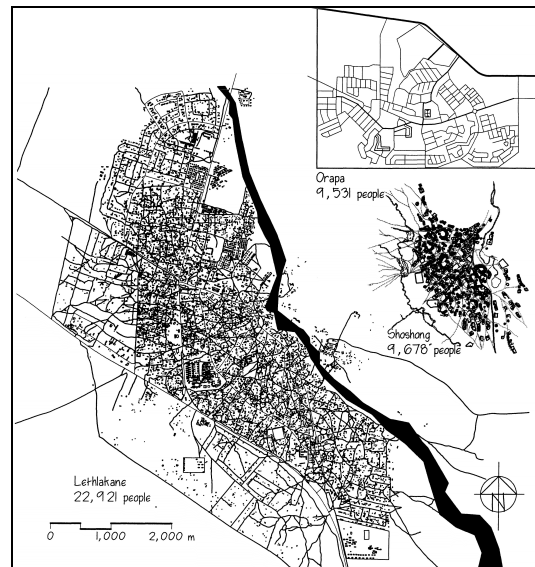 Orapa
9,531 people
Shoshong
9,678 people
Lethlakane
22,921 people
0 1,000 2,000 m
N